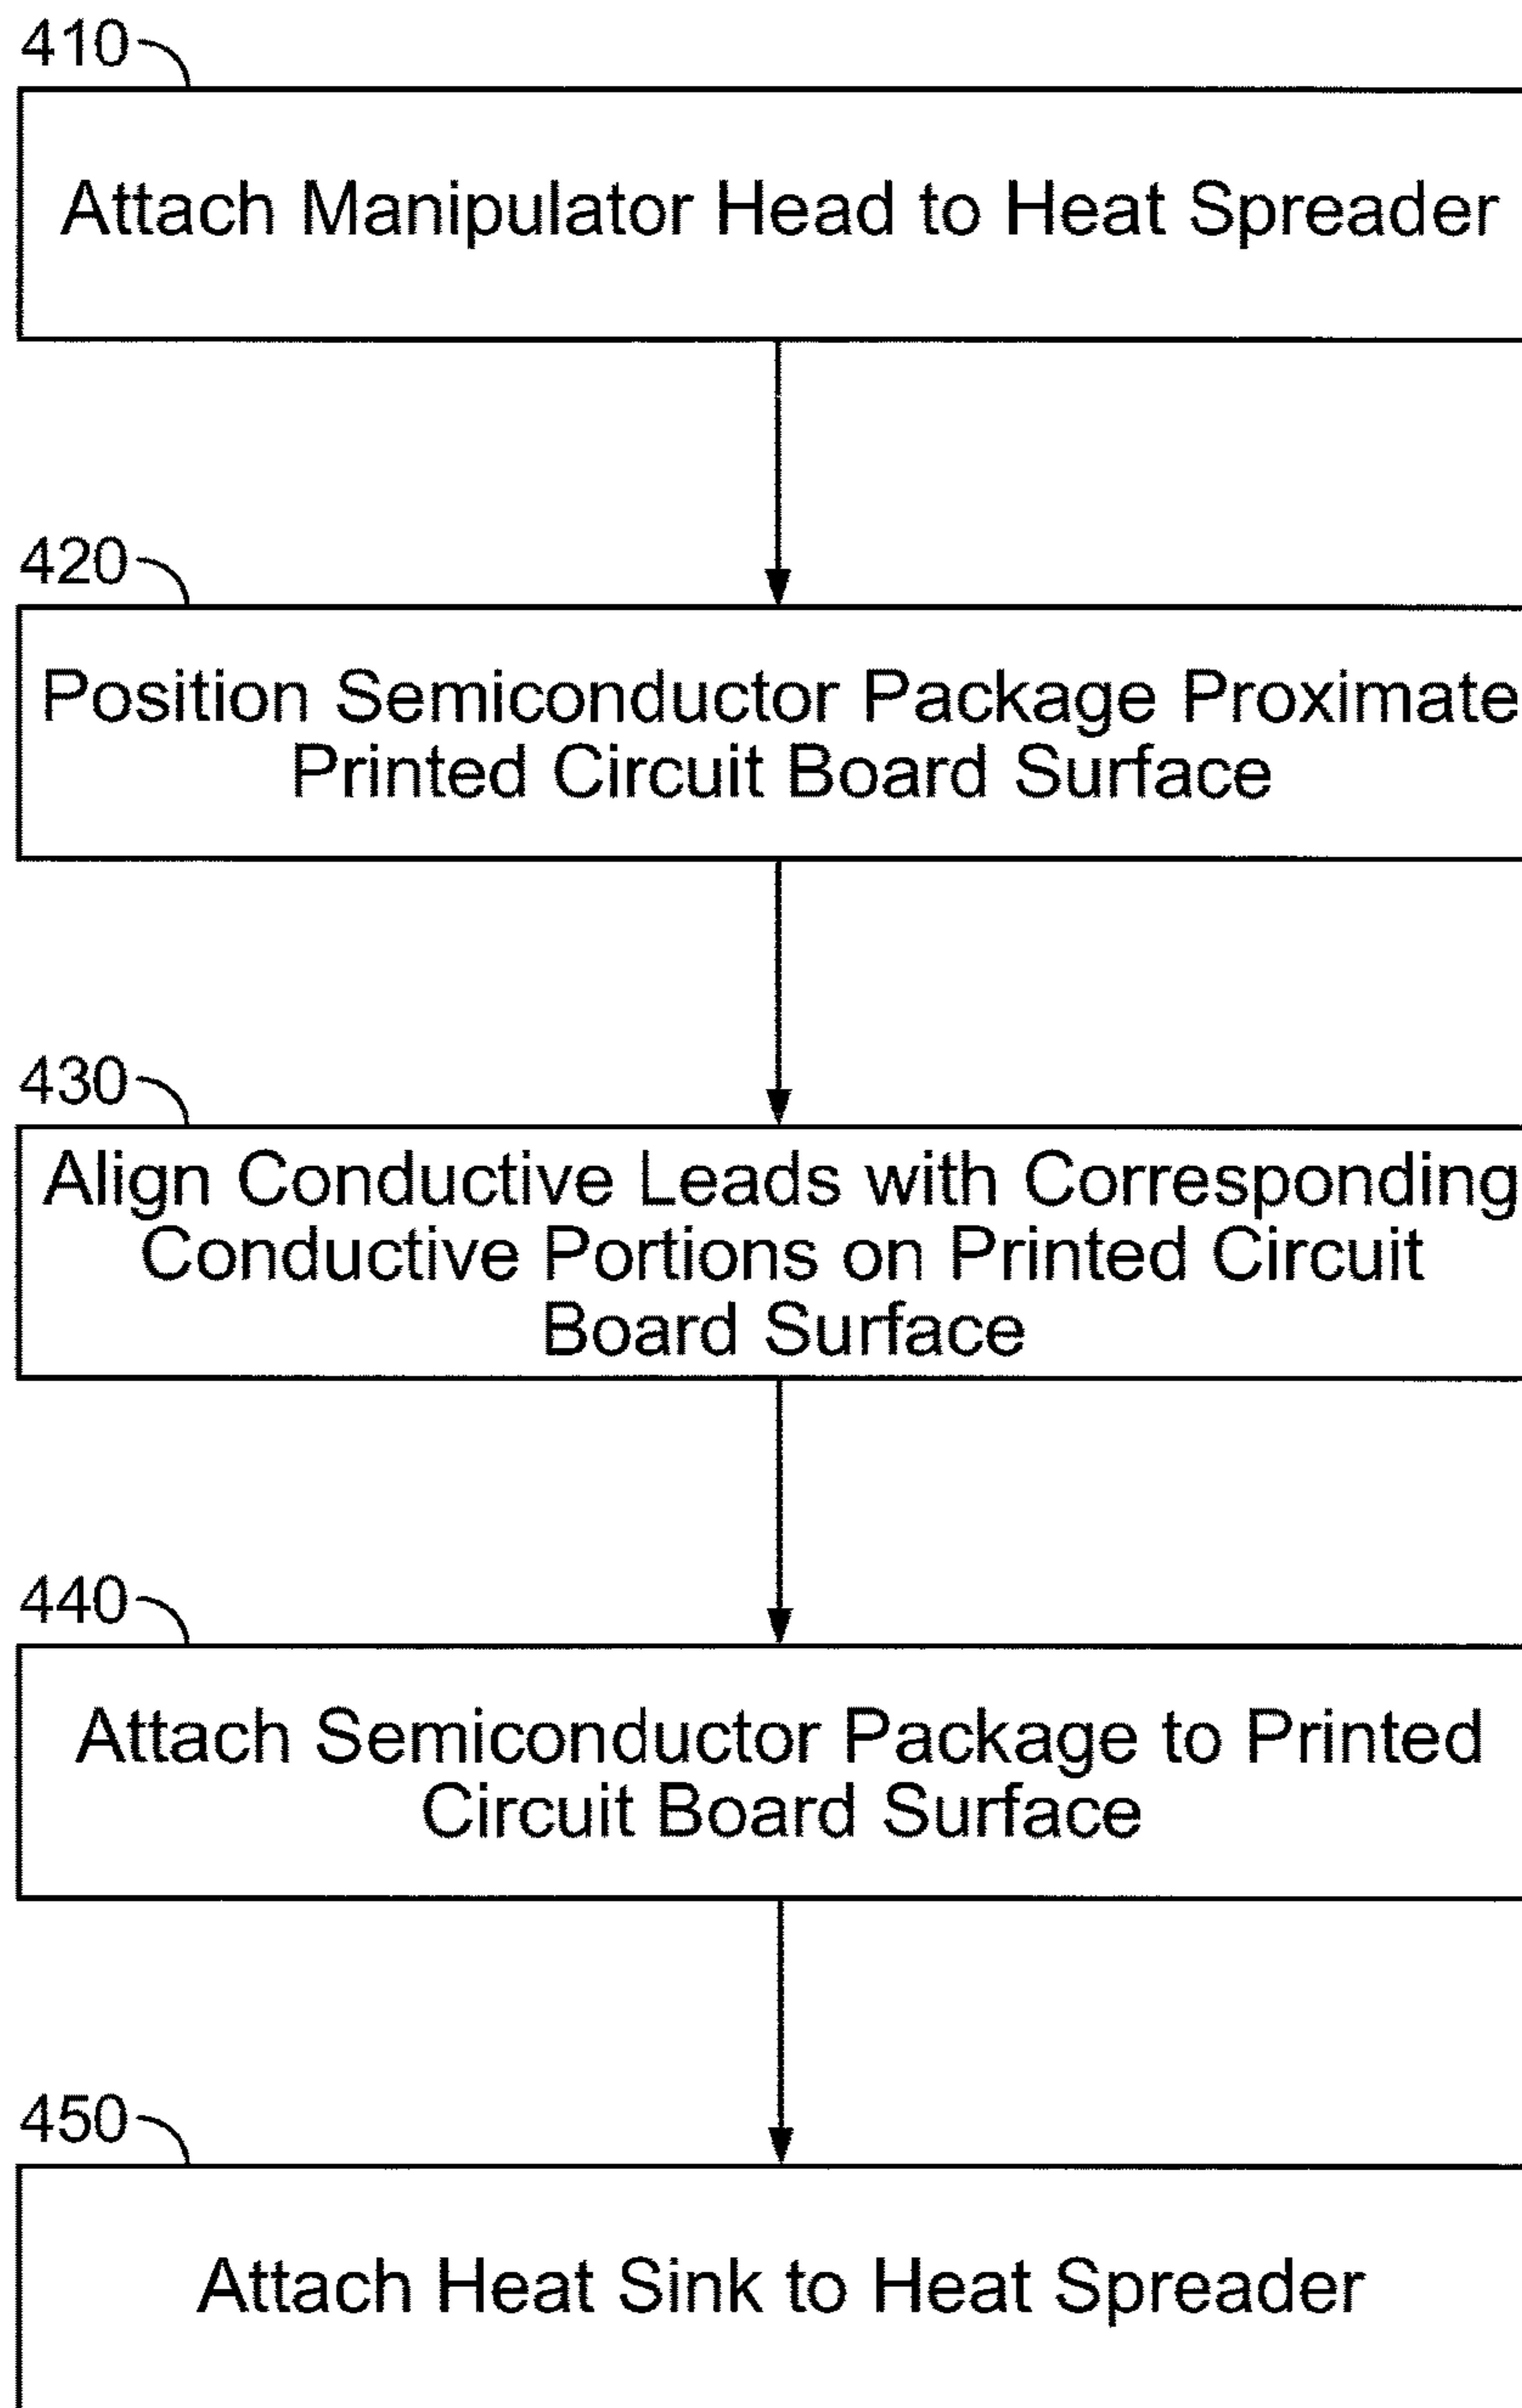 410
Attach Manipulator Head to Heat Spreader
420
Position Semiconductor Package Proximate
Printed Circuit Board Surface
430
Align Conductive Leads with Corresponding
Conductive Portions on Printed Circuit
Board Surface
440
Attach Semiconductor Package to Printed
Circuit Board Surface
450
Attach Heat Sink to Heat Spreader